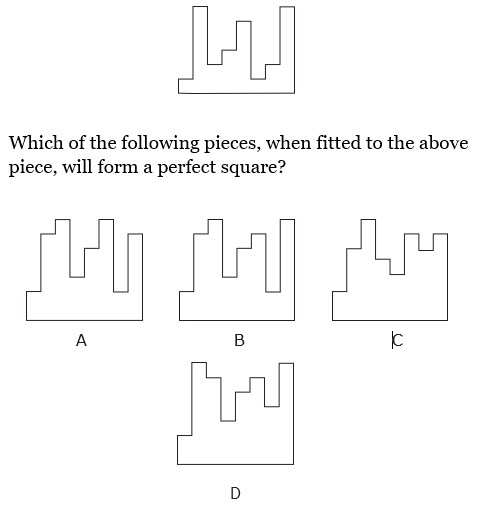 Which of the following pieces, when fitted to the above
piece, will form a perfect square?
A
B
C
D